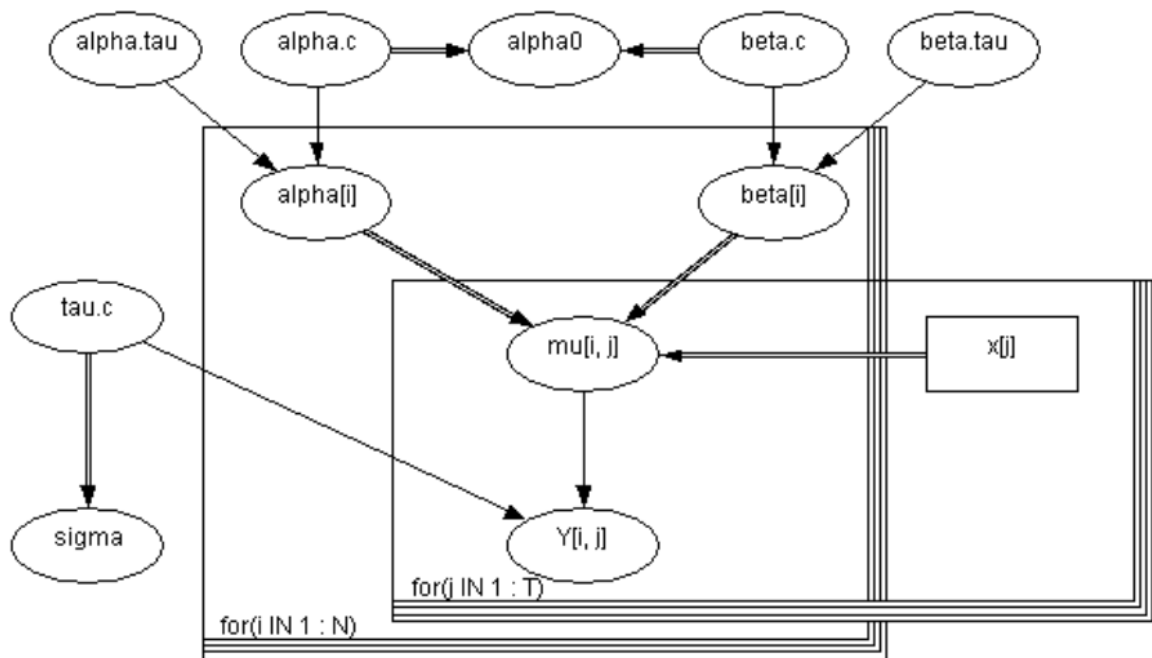 alpha.tau
alpha.c
alpha0
beta.c
beta.tau
alpha[i]
beta[i]
tau.c
mu[i, j]
x[j]
sigma
Y[i, j]
for(j IN 1 : T)
for(i IN 1 : N)